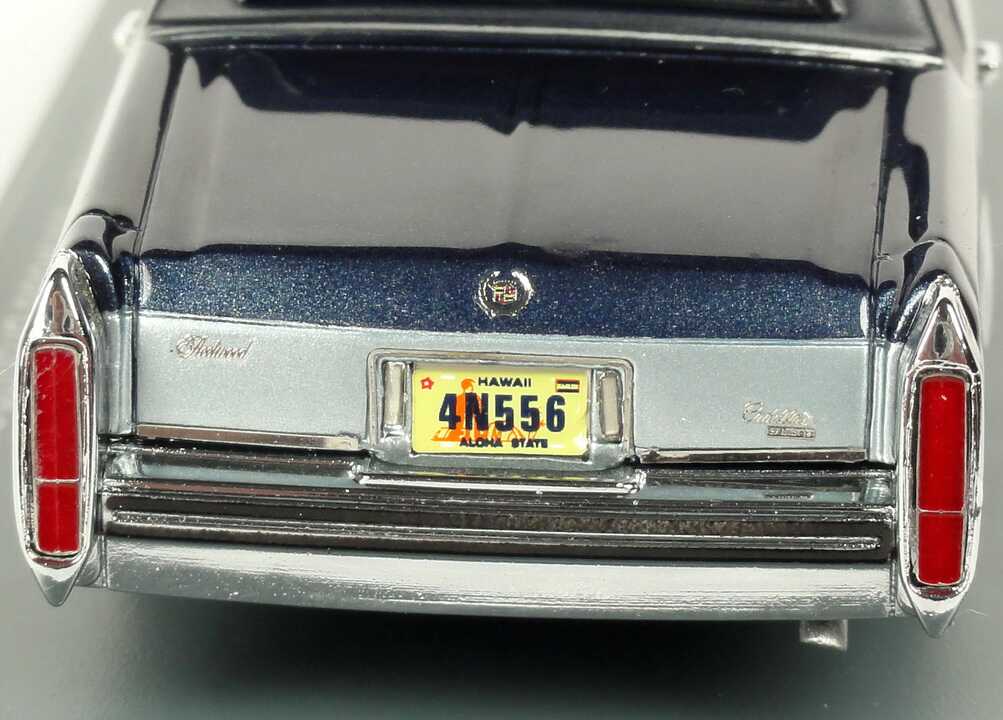 Fleetwood
HAWAII
4N556
ALOHA STATE
Cadillac